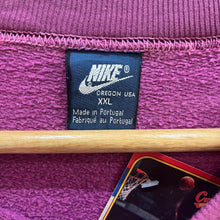 NIKE
OREGON USA
XXL
Made in Portugal
Fabriqué au Portugal